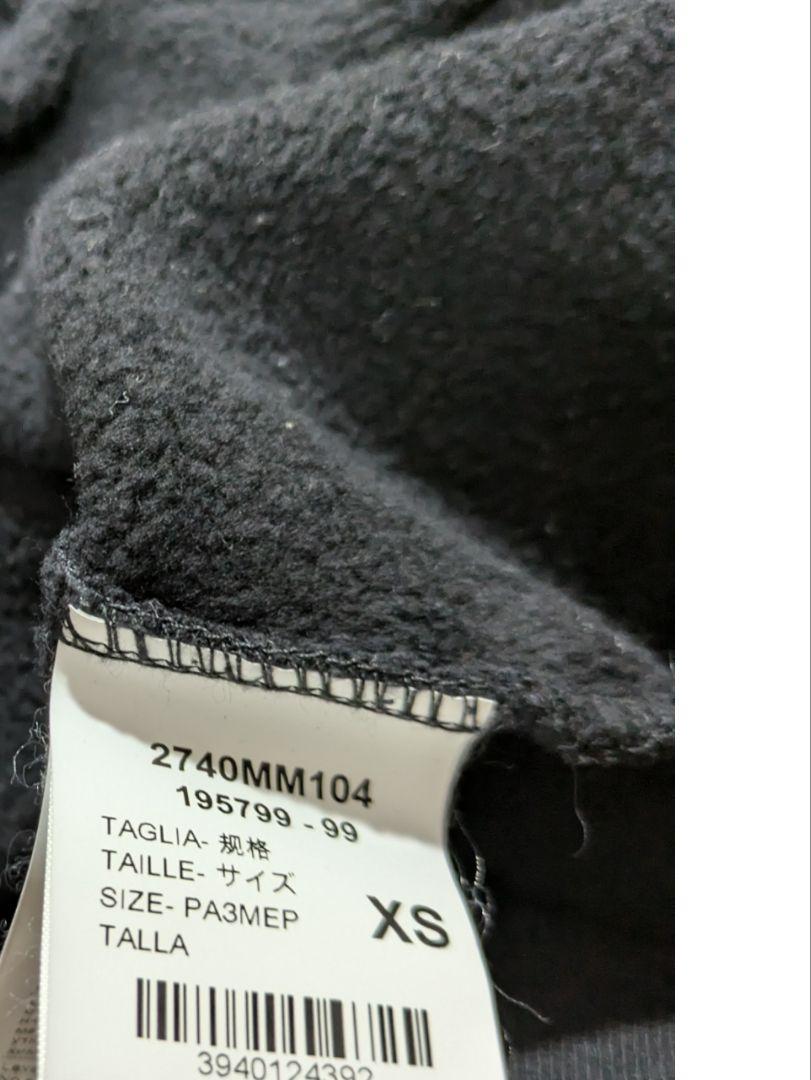 2740MM104
195799 - 99
TAGLIA- 规格
TAILLE- サイズ
SIZE- PA3MEP
TALLA
XS
3940124392